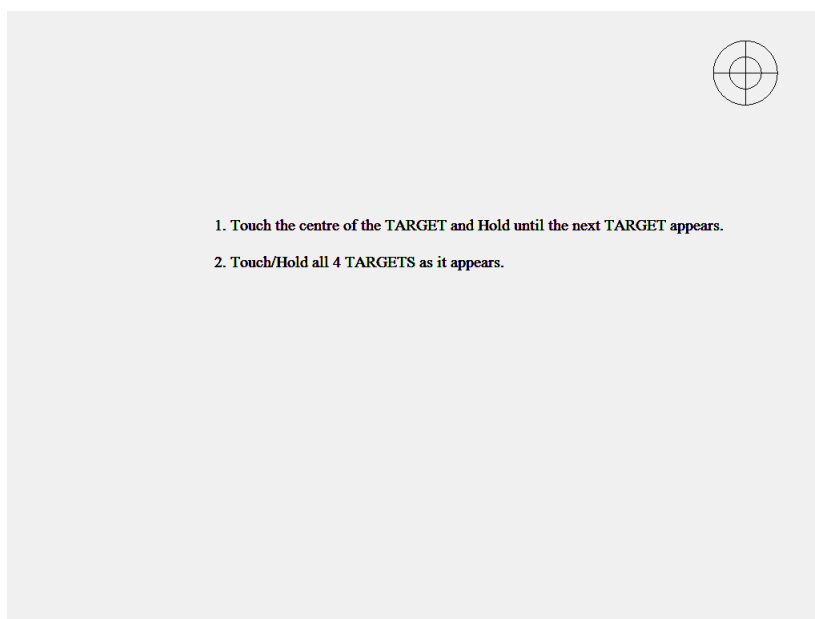 1. Touch the centre of the TARGET and Hold until the next TARGET appears.
2. Touch/Hold all 4 TARGETS as it appears.